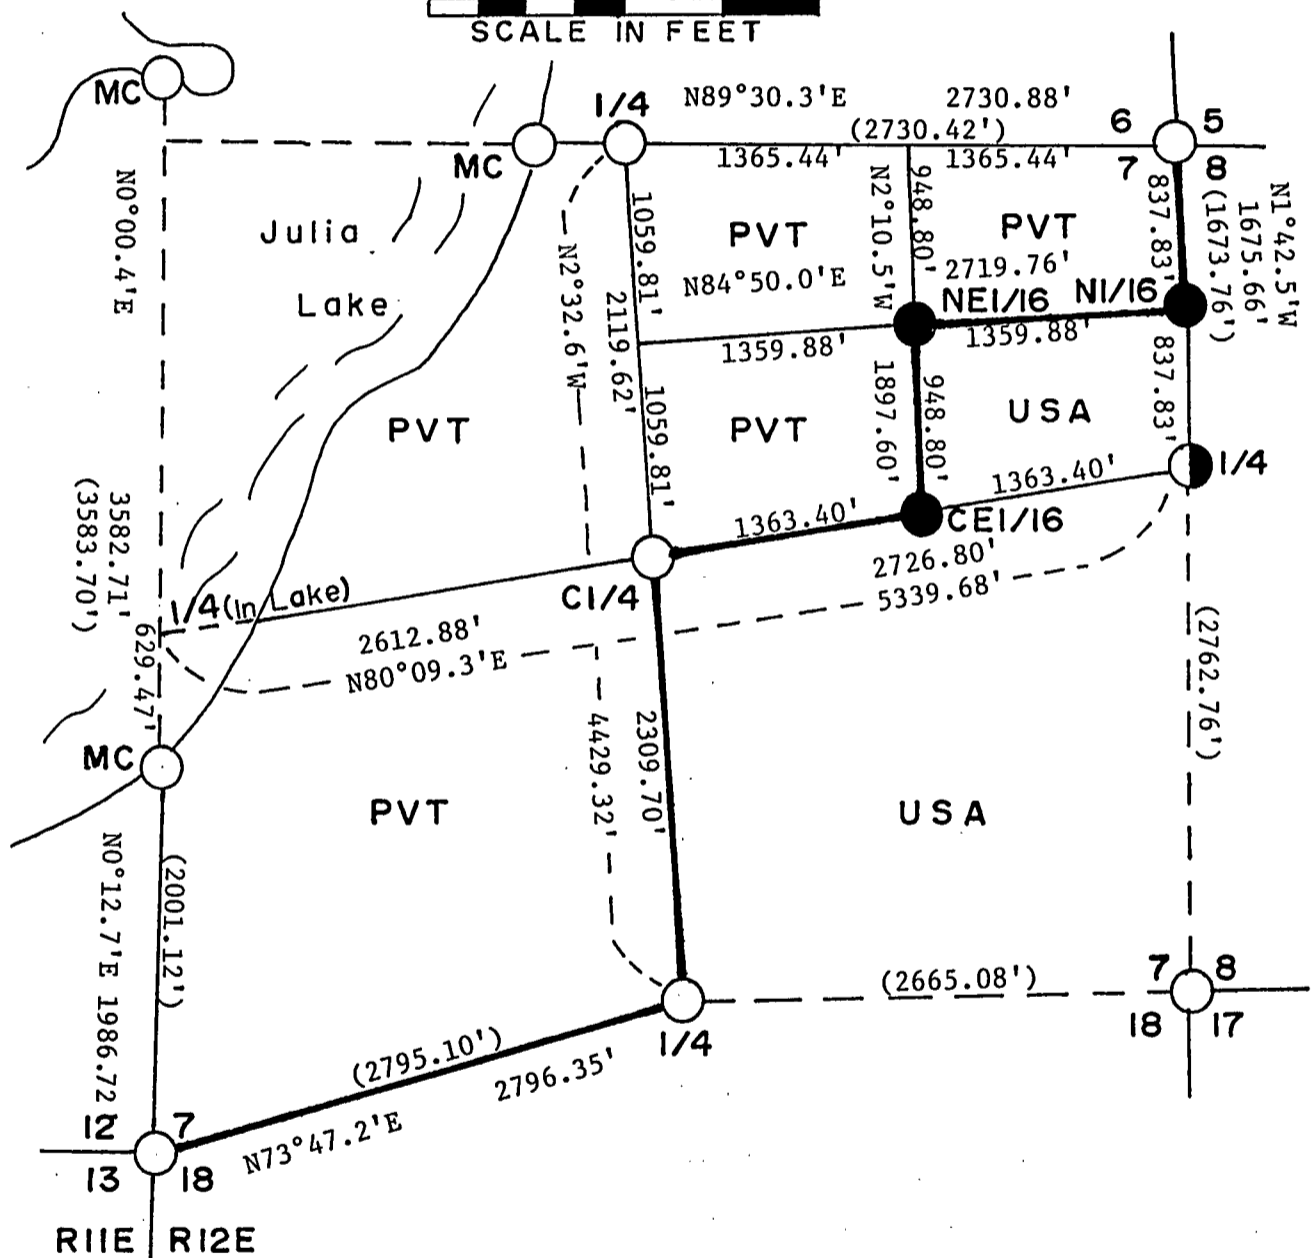 SCALE IN FEET
MC
1/4
N89°30.3'E
2730.88'
(2730.42')
6
5
MC
1365.44'
1365.44'
7
8
N0°00.4'E
Julia
Lake
N2°32.6'W
1059.81'
2119.62'
1059.81'
PVT
N84°50.0'E
N2°10.5'W
948.80'
PVT
2719.76'
837.83'
(1673.76')
1675.66'
N1°42.5'W
NE1/16
N1/16
1359.88'
1359.88'
1897.60'
948.80'
837.83'
PVT
PVT
USA
1/4
1363.40'
1363.40'
CE1/16
3582.71'
(3583.70')
1/4(In Lake)
C1/4
2726.80'
5339.68'
629.47'
2612.88'
N80°09.3'E
(2762.76')
MC
4429.32'
2309.70'
PVT
USA
N0°12.7'E 1986.72'
(2001.12')
(2665.08')
7
8
18
17
1/4
(2795.10')
2796.35'
N73°47.2'E
12
7
13
18
R11E
R12E